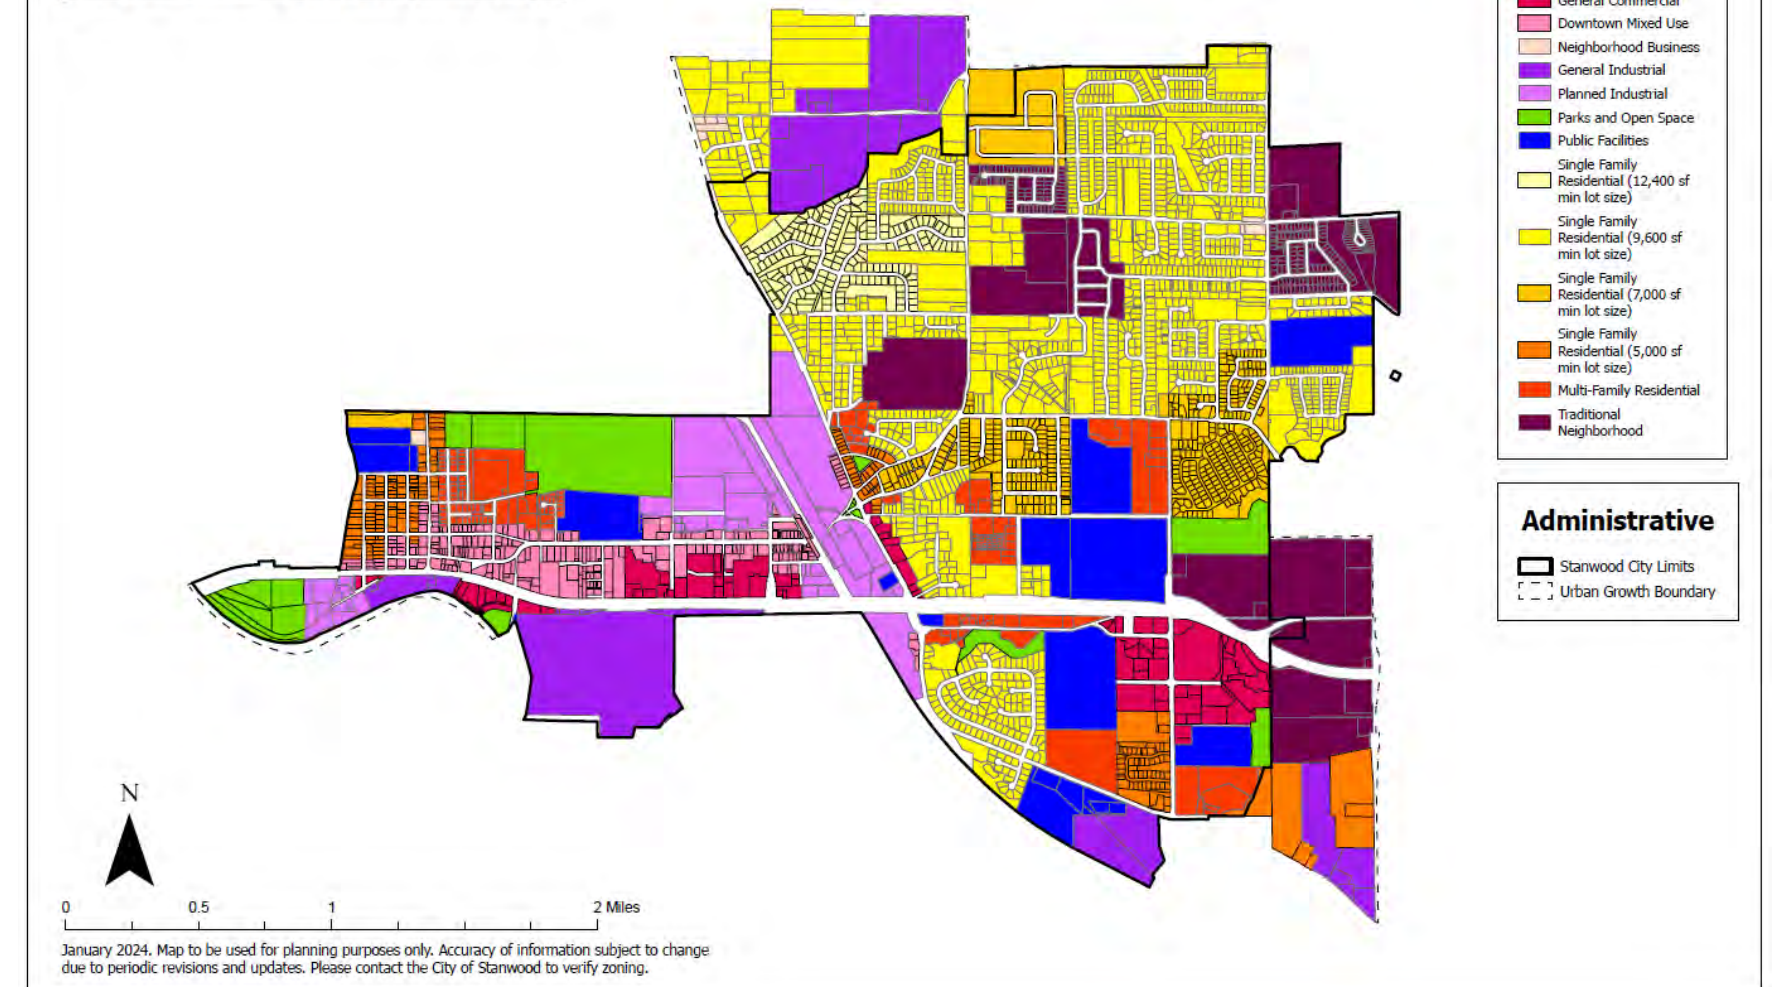 General Commercial
Downtown Mixed Use
Neighborhood Business
General Industrial
Planned Industrial
Parks and Open Space
Public Facilities
Single Family
Residential (12,400 sf
min lot size)
Single Family
Residential (9,600 sf
min lot size)
Single Family
Residential (7,000 sf
min lot size)
Single Family
Residential (5,000 sf
min lot size)
Multi-Family Residential
Traditional
Neighborhood
Administrative
Stanwood City Limits
Urban Growth Boundary
N
0 0.5 1 2 Miles
January 2024. Map to be used for planning purposes only. Accuracy of information subject to change
due to periodic revisions and updates. Please contact the City of Stanwood to verify zoning.